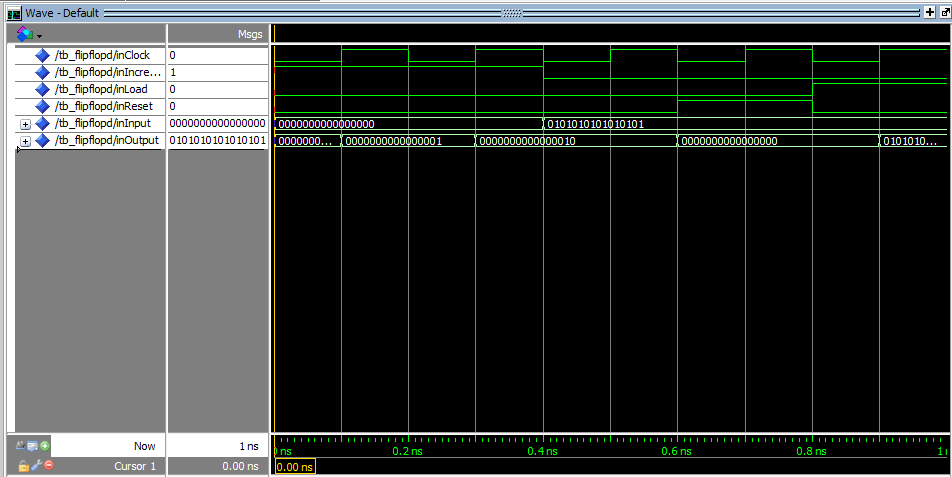 Wave - Default
Msgs
/tb_flipflopd/inClock 0
/tb_flipflopd/inIncre... 1
/tb_flipflopd/inLoad 0
/tb_flipflopd/inReset 0
/tb_flipflopd/inInput 0000000000000000 0000000000000000 0101010101010101
/tb_flipflopd/inOutput 0101010101010101 0000000... 0000000000000001 0000000000000010 0000000000000000 0101010...
Now 1 ns ns 0.2 ns 0.4 ns 0.6 ns 0.8 ns 1
Cursor 1 0.00 ns 0.00 ns